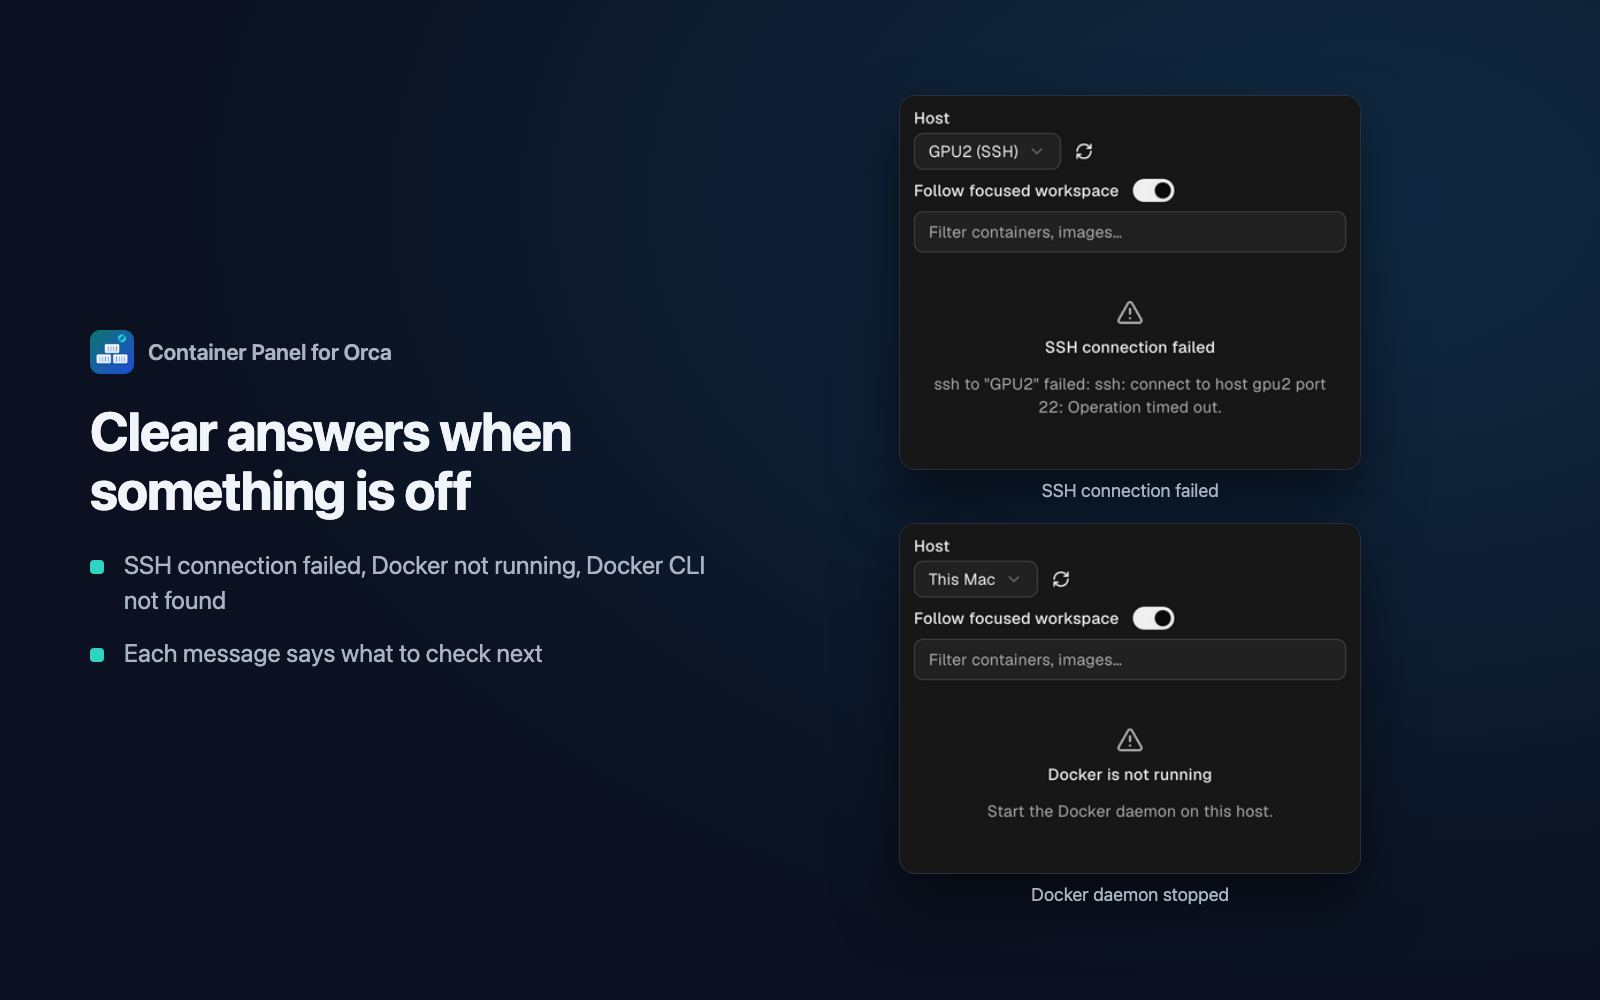 Container Panel for Orca
Clear answers when
something is off
SSH connection failed, Docker not running, Docker CLI
not found
Each message says what to check next
Host
GPU2 (SSH)
Follow focused workspace
Filter containers, images…
SSH connection failed
ssh to "GPU2" failed: ssh: connect to host gpu2 port
22: Operation timed out.
SSH connection failed
Host
This Mac
Follow focused workspace
Filter containers, images…
Docker is not running
Start the Docker daemon on this host.
Docker daemon stopped